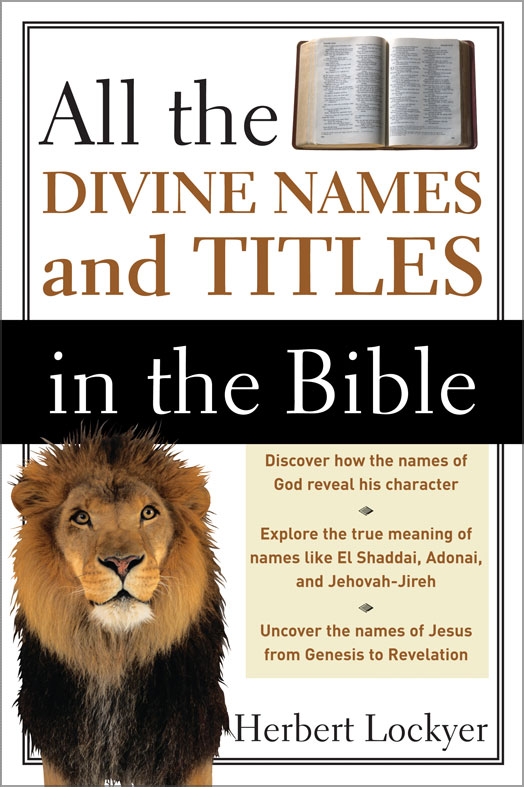 All the
DIVINE NAMES
and TITLES
in the Bible
Discover how the names of
God reveal his character
Explore the true meaning of
names like El Shaddai, Adonai,
and Jehovah-Jireh
Uncover the names of Jesus
from Genesis to Revelation
Herbert Lockyer